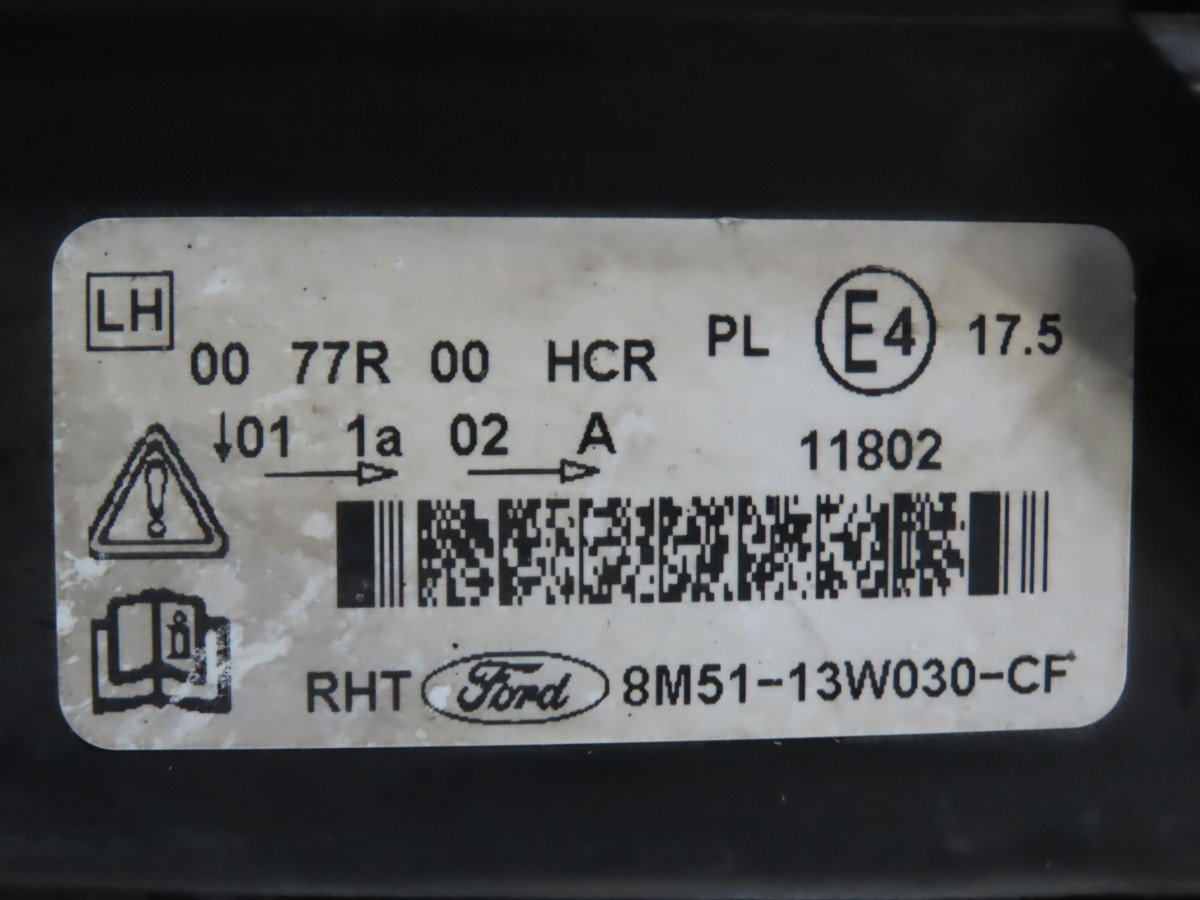 LH
00 77R 00 HCR PL E4 17.5
↓01 1a 02 A 11802
RHT Ford 8M51-13W030-CF